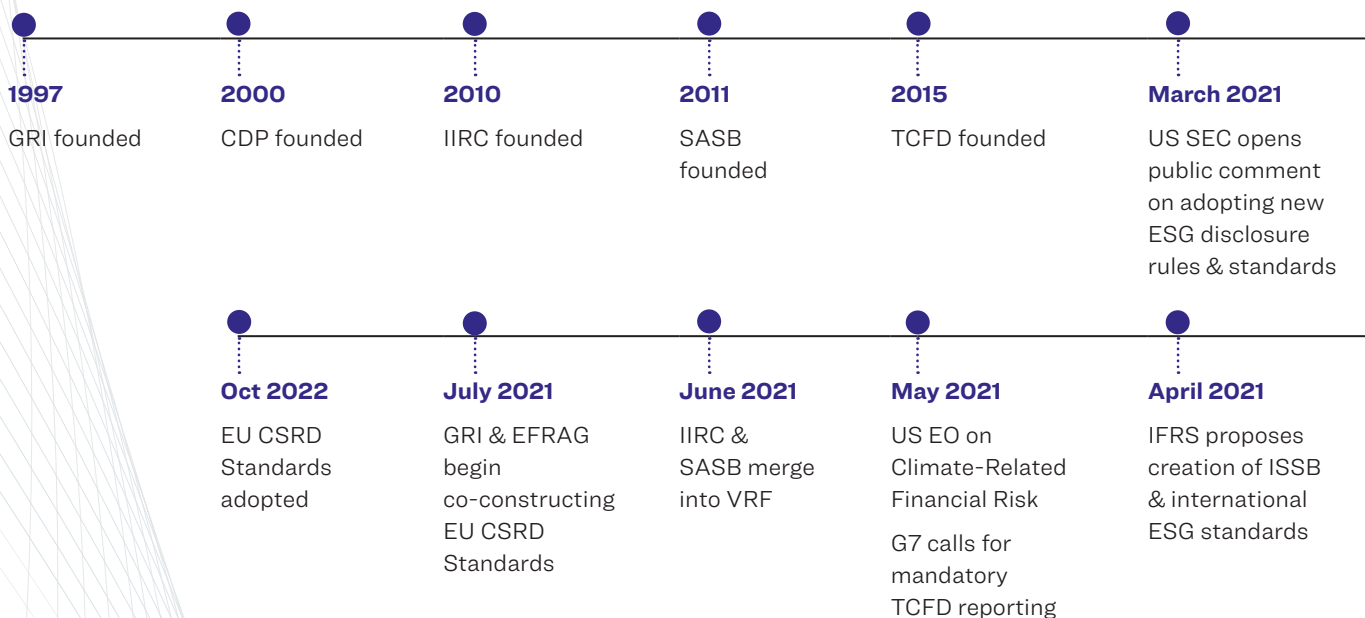 1997
GRI founded
2000
CDP founded
2010
IIRC founded
2011
SASB
founded
2015
TCFD founded
March 2021
US SEC opens
public comment
on adopting new
ESG disclosure
rules & standards
Oct 2022
EU CSRD
Standards
adopted
July 2021
GRI & EFRAG
begin
co-constructing
EU CSRD
Standards
June 2021
IIRC &
SASB merge
into VRF
May 2021
US EO on
Climate-Related
Financial Risk
G7 calls for
mandatory
TCFD reporting
April 2021
IFRS proposes
creation of ISSB
& international
ESG standards